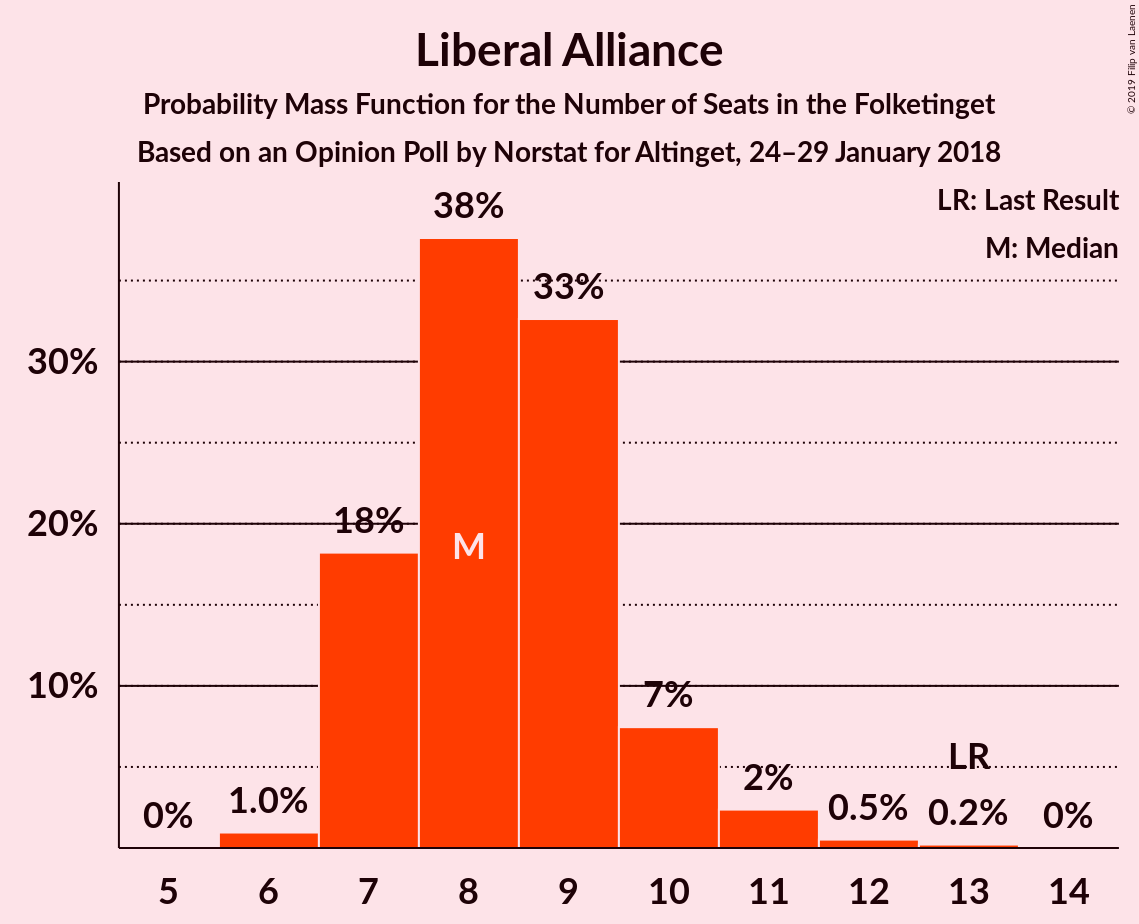 Liberal Alliance
Probability Mass Function for the Number of Seats in the Folketinget
Based on an Opinion Poll by Norstat for Altinget, 24–29 January 2018
© 2019 Filip van Laenen
LR: Last Result
M: Median
38%
33%
30%
20%
18%
M
10%
7%
LR
2%
1.0%
0.5%
0.2%
0%
0%
5 6 7 8 9 10 11 12 13 14